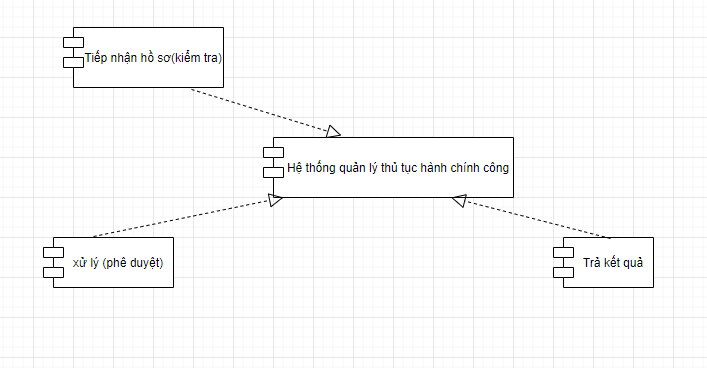 Tiếp nhận hồ sơ(kiểm tra)
Hệ thống quản lý thủ tục hành chính công
xử lý (phê duyệt)
Trả kết quả